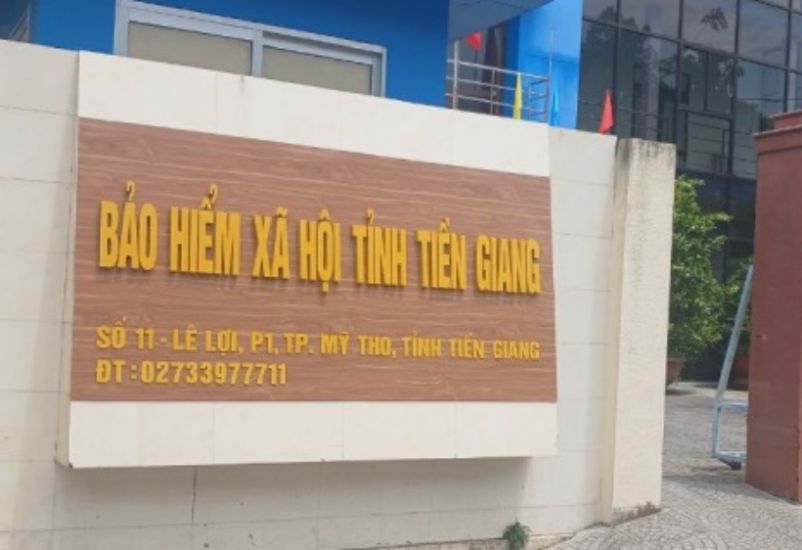 BẢO HIỂM XÃ HỘI TỈNH TIỀN GIANG
SỐ 11 - LÊ LỢI, P1, TP. MỸ THO, TỈNH TIỀN GIANG
ĐT : 02733977711